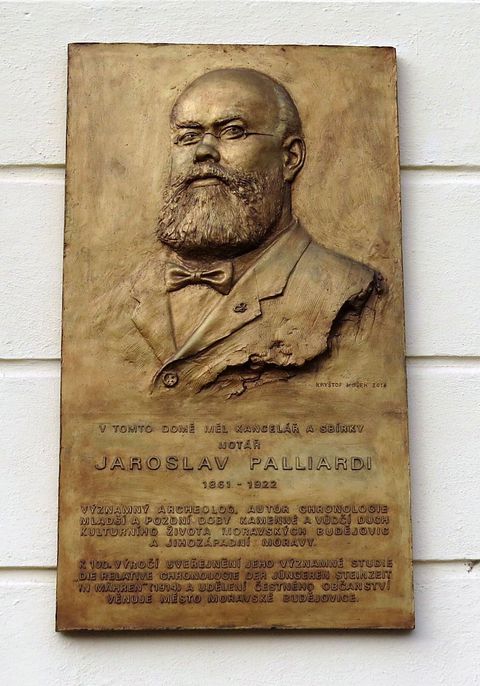 KRYŠTOF HOŠEK 2014
V TOMTO DOMĚ MĚL KANCELÁŘ A SBÍRKY
NOTÁŘ
JAROSLAV PALLIARDI
1861 - 1922
VÝZNAMNÝ ARCHEOLOG, AUTOR CHRONOLOGIE
MLADŠÍ A POZDNÍ DOBY KAMENNÉ A VŮDČÍ DUCH
KULTURNÍHO ŽIVOTA MORAVSKÝCH BUDĚJOVIC
A JIHOZÁPADNÍ MORAVY.
K 100. VÝROČÍ UVEŘEJNĚNÍ JEHO VÝZNAMNÉ STUDIE
DIE RELATIVE CHRONOLOGIE DER JÜNGEREN STEINZEIT
IN MÄHREN" (1914) A UDĚLENÍ ČESTNÉHO OBČANSTVÍ
VĚNUJE MĚSTO MORAVSKÉ BUDĚJOVICE.